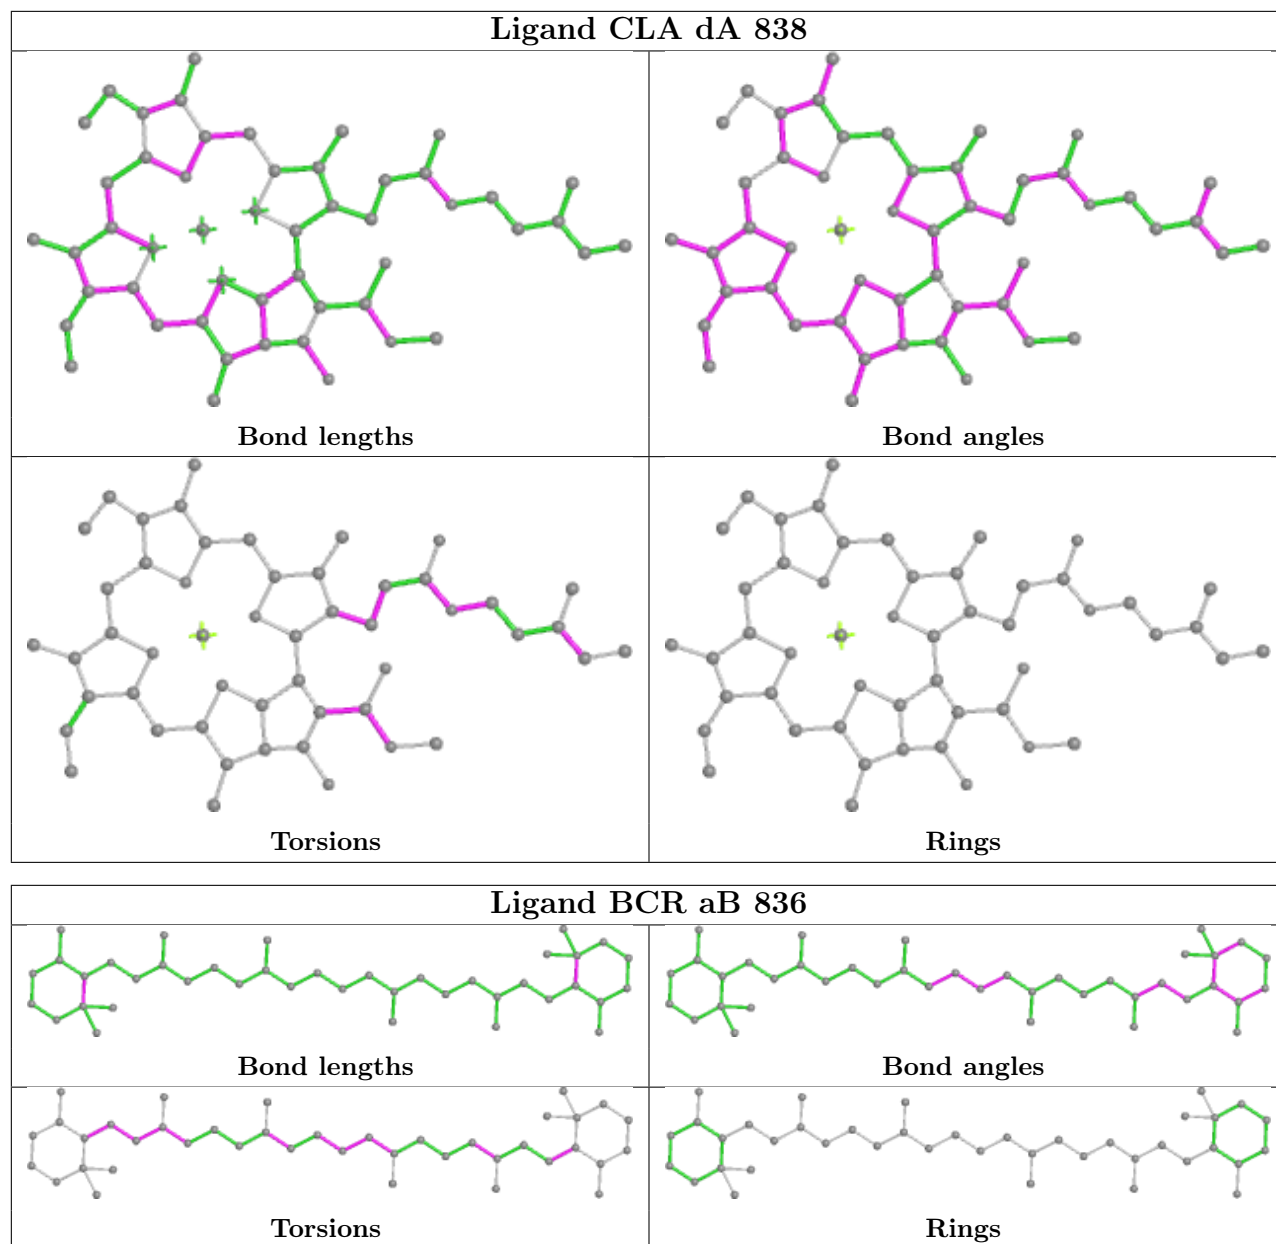 Ligand CLA dA 838
Bond lengths
Bond angles
Torsions
Rings
Ligand BCR aB 836
Bond lengths
Bond angles
Torsions
Rings